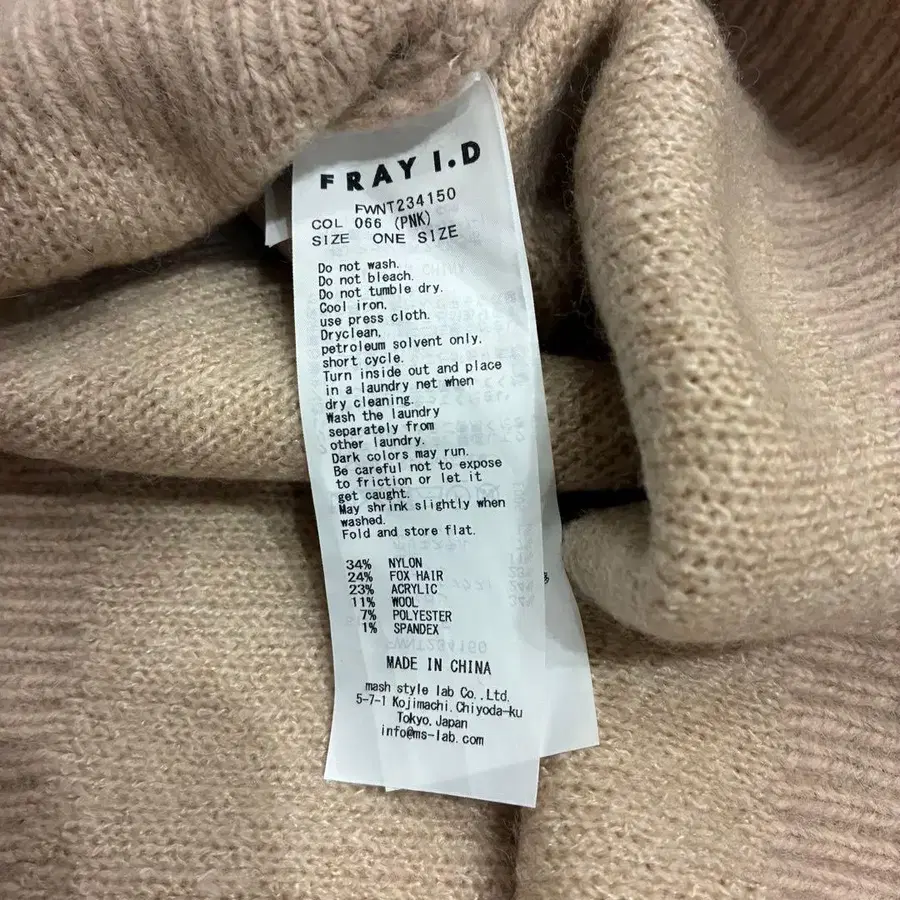 FRAY I.D
FWNT234150
COL 066 (PNK)
SIZE ONE SIZE
Do not wash.
Do not bleach.
Do not tumble dry.
Cool iron,
use press cloth.
Dryclean,
petroleum solvent only.
short cycle.
Turn inside out and place
in a laundry net when
dry cleaning.
Wash the laundry
separately from
other laundry.
Dark colors may run.
Be careful not to expose
to friction or let it
get caught.
May shrink slightly when
washed.
Fold and store flat.
34% NYLON
24% FOX HAIR
23% ACRYLIC
11% WOOL
7% POLYESTER
1% SPANDEX
MADE IN CHINA
mash style lab Co.,Ltd.
5-7-1 Kojimachi.Chiyoda-ku
Tokyo.Japan
info@ms-lab.com